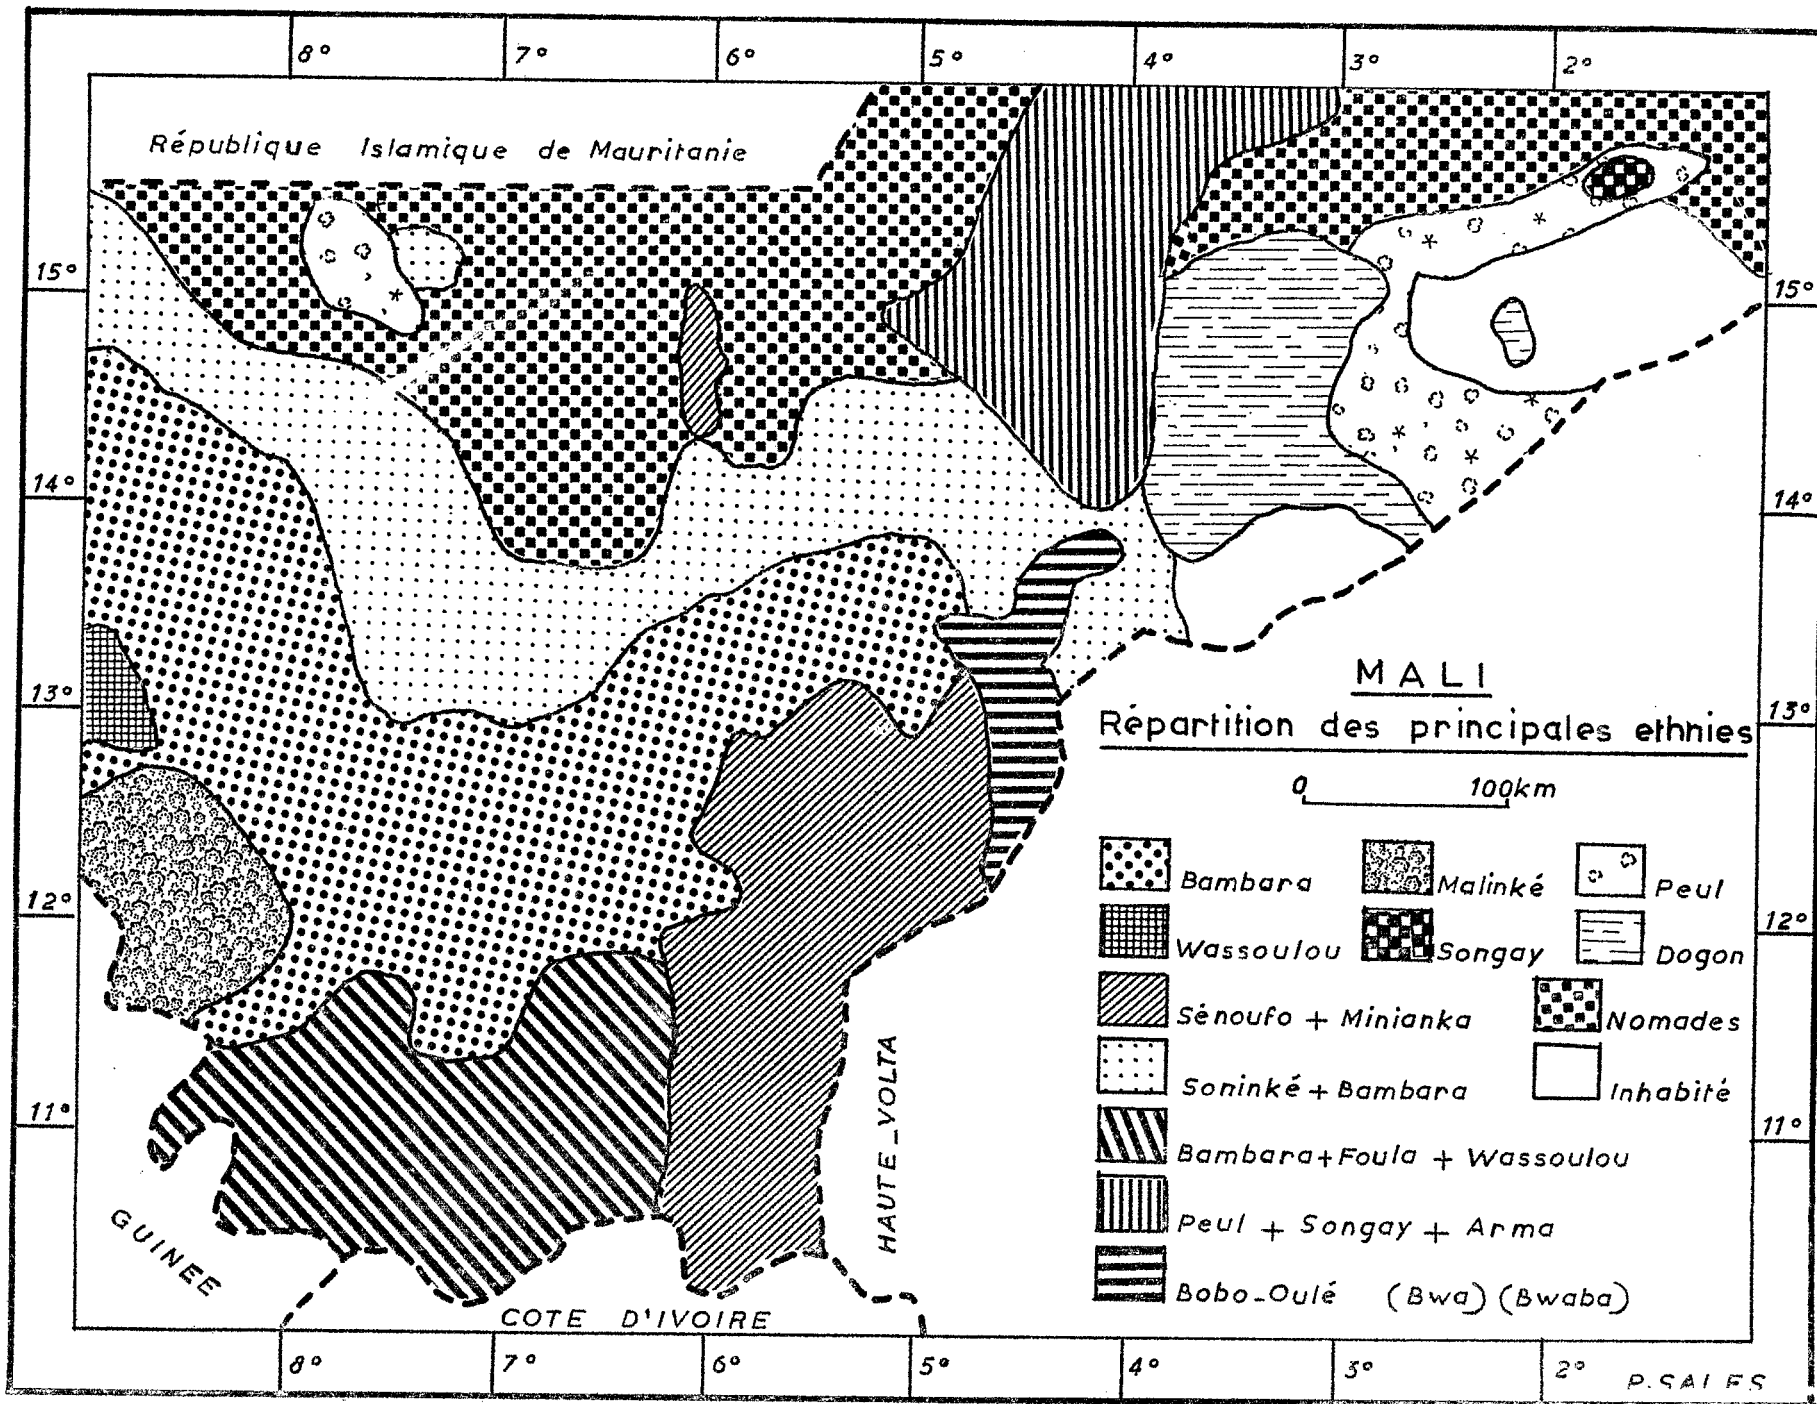 8° 7° 6° 5° 4° 3° 2°
République Islamique de Mauritanie
15° 15°
14° 14°
13° 13°
MALI
Répartition des principales ethnies
0 100km
Bambara Malinké Peul
12° 12°
Wassoulou Songay Dogon
Sénoufo + Minianka Nomades
Soninké + Bambara Inhabité
11° 11°
Bambara+Foula + Wassoulou
Peul + Songay + Arma
Bobo-Oulé (Bwa) (Bwaba)
HAUTE_VOLTA
GUINEE
COTE D'IVOIRE
8° 7° 6° 5° 4° 3° 2°
P.SALES